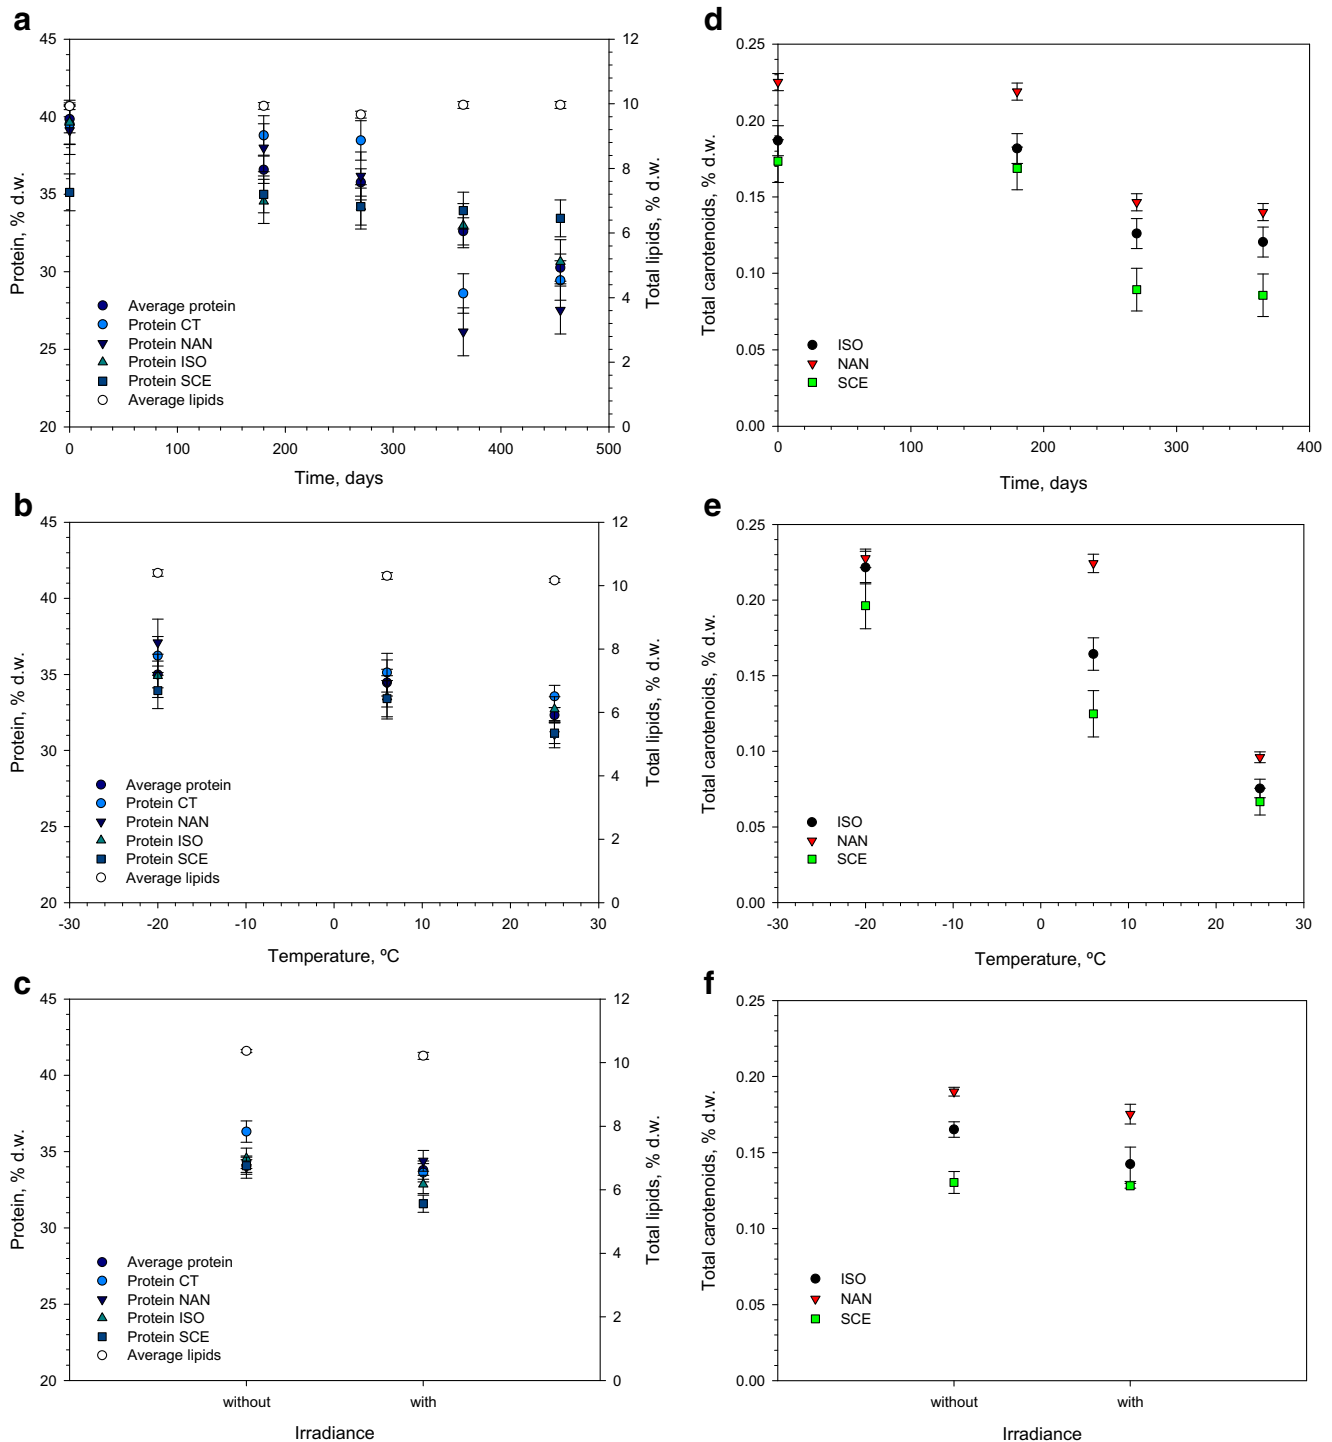 a
45
40
35
30
25
20
Protein, % d.w.
12
10
8
6
4
2
0
Total lipids, % d.w.
Average protein
Protein CT
Protein NAN
Protein ISO
Protein SCE
Average lipids
0 100 200 300 400 500
Time, days
d
0.25
0.20
0.15
0.10
0.05
0.00
Total carotenoids, % d.w.
ISO
NAN
SCE
0 100 200 300 400
Time, days
b
45
40
35
30
25
20
Protein, % d.w.
12
10
8
6
4
2
0
Total lipids, % d.w.
Average protein
Protein CT
Protein NAN
Protein ISO
Protein SCE
Average lipids
-30 -20 -10 0 10 20 30
Temperature, ºC
e
0.25
0.20
0.15
0.10
0.05
0.00
Total carotenoids, % d.w.
ISO
NAN
SCE
-30 -20 -10 0 10 20 30
Temperature, ºC
c
45
40
35
30
25
20
Protein, % d.w.
12
10
8
6
4
2
0
Total lipids, % d.w.
Average protein
Protein CT
Protein NAN
Protein ISO
Protein SCE
Average lipids
without with
Irradiance
f
0.25
0.20
0.15
0.10
0.05
0.00
Total carotenoids, % d.w.
ISO
NAN
SCE
without with
Irradiance